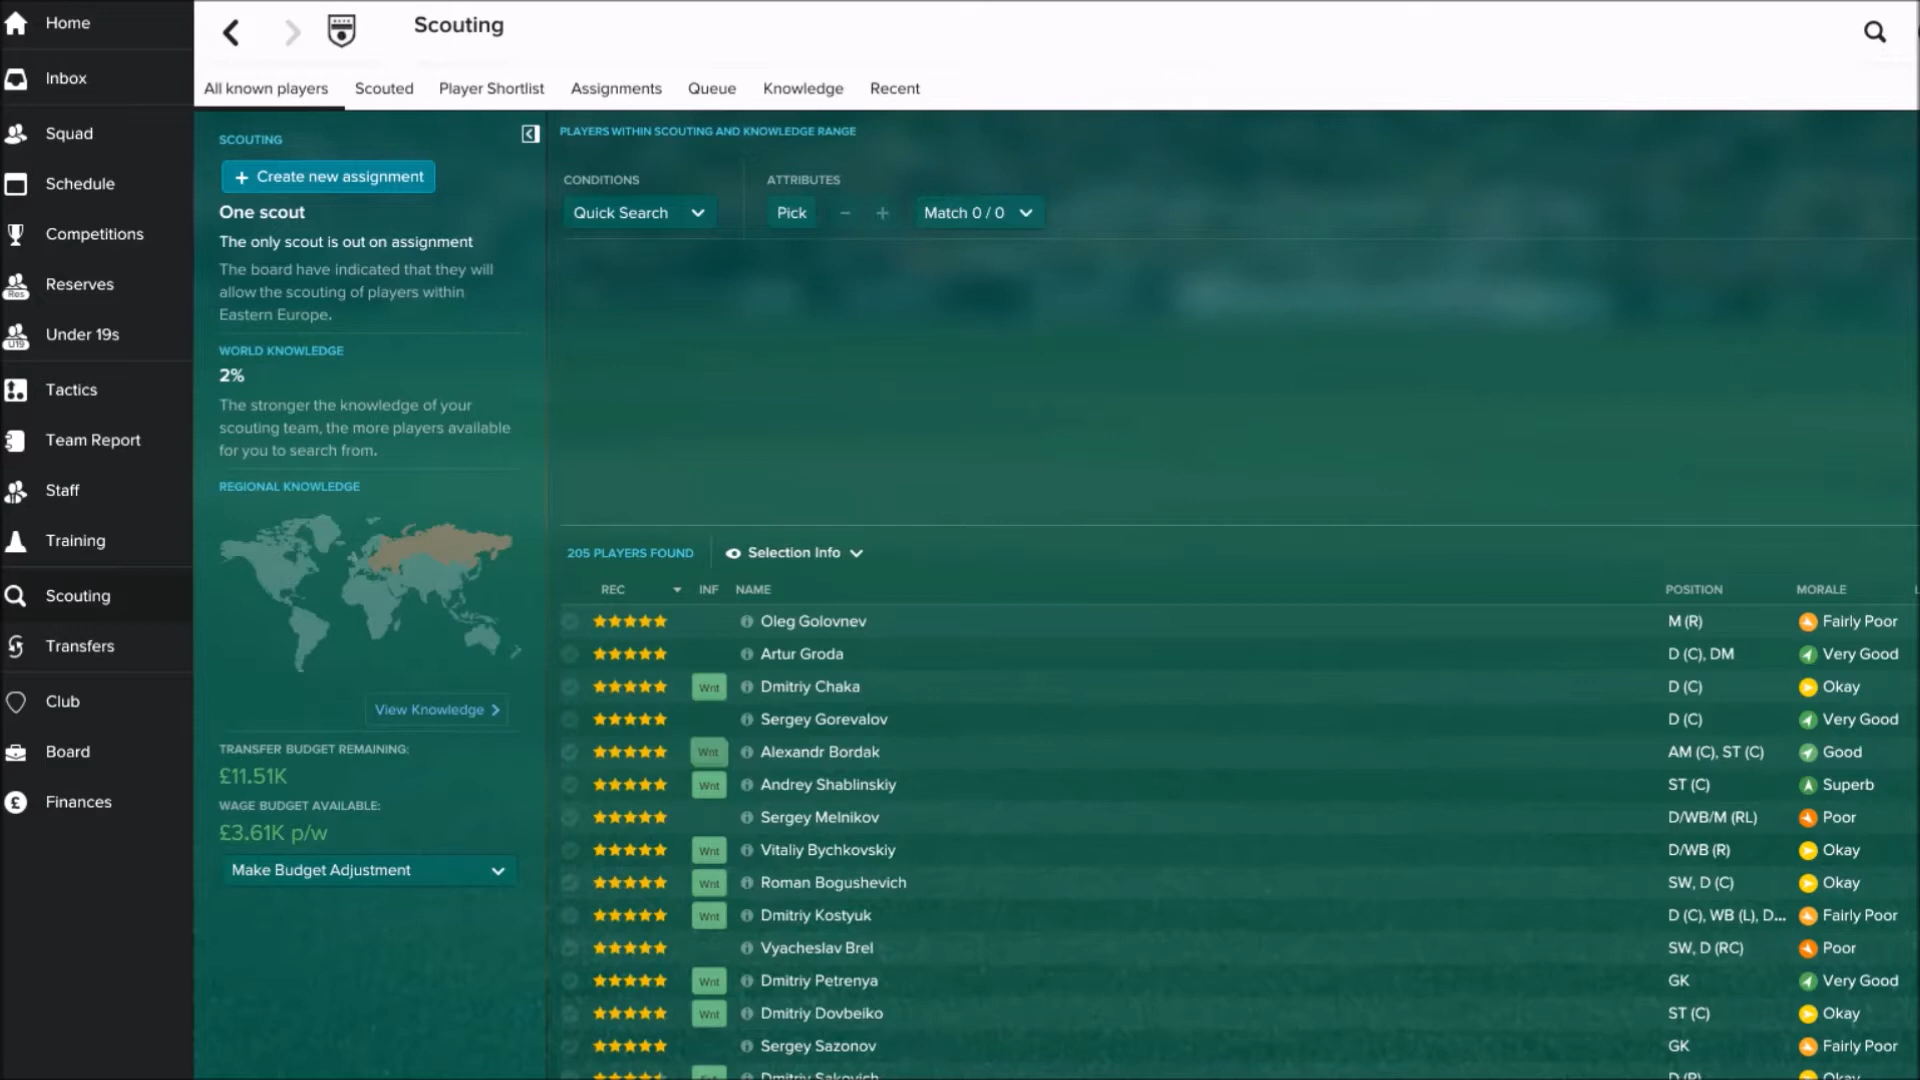 Home
Inbox
Squad
Schedule
Competitions
Res
Reserves
U19
Under 19s
Tactics
Team Report
Staff
Training
Scouting
Transfers
Club
Board
£
Finances
Scouting
All known players
Scouted
Player Shortlist
Assignments
Queue
Knowledge
Recent
SCOUTING
+ Create new assignment
One scout
The only scout is out on assignment
The board have indicated that they will
allow the scouting of players within
Eastern Europe.
WORLD KNOWLEDGE
2%
The stronger the knowledge of your
scouting team, the more players available
for you to search from.
REGIONAL KNOWLEDGE
View Knowledge
TRANSFER BUDGET REMAINING:
£11.51K
WAGE BUDGET AVAILABLE:
£3.61K p/w
Make Budget Adjustment
PLAYERS WITHIN SCOUTING AND KNOWLEDGE RANGE
CONDITIONS
Quick Search
ATTRIBUTES
Pick - + Match 0 / 0
205 PLAYERS FOUND
Selection Info
REC INF NAME POSITION MORALE
Oleg Golovnev M (R) Fairly Poor
Artur Groda D (C), DM Very Good
Wnt Dmitriy Chaka D (C) Okay
Sergey Gorevalov D (C) Very Good
Wnt Alexandr Bordak AM (C), ST (C) Good
Wnt Andrey Shablinskiy ST (C) Superb
Sergey Melnikov D/WB/M (RL) Poor
Wnt Vitaliy Bychkovskiy D/WB (R) Okay
Wnt Roman Bogushevich SW, D (C) Okay
Wnt Dmitriy Kostyuk D (C), WB (L), D... Fairly Poor
Vyacheslav Brel SW, D (RC) Poor
Wnt Dmitriy Petrenya GK Very Good
Wnt Dmitriy Dovbeiko ST (C) Okay
Sergey Sazonov GK Fairly Poor
Dmitriy Sakovich D (R) Okay